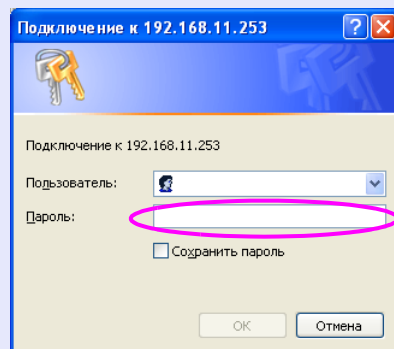 Подключение к 192.168.11.253
Подключение к 192.168.11.253
Пользователь:
Пароль:
Сохранить пароль
OK
Отмена